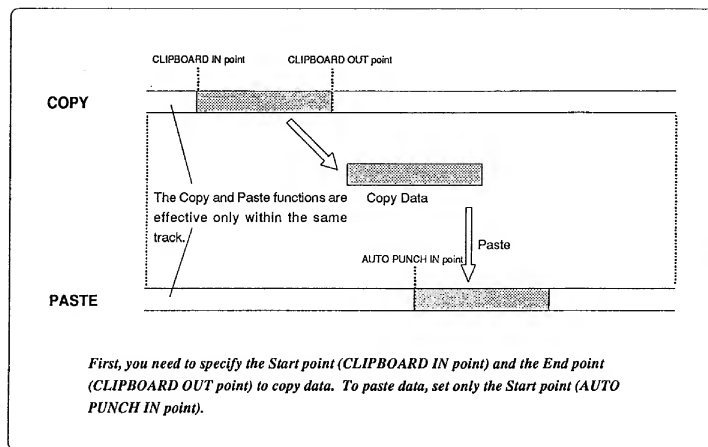 CLIPBOARD IN point CLIPBOARD OUT point
COPY
The Copy and Paste functions are
effective only within the same
track.
Copy Data
Paste
AUTO PUNCH IN point
PASTE
First, you need to specify the Start point (CLIPBOARD IN point) and the End point
(CLIPBOARD OUT point) to copy data. To paste data, set only the Start point (AUTO
PUNCH IN point).